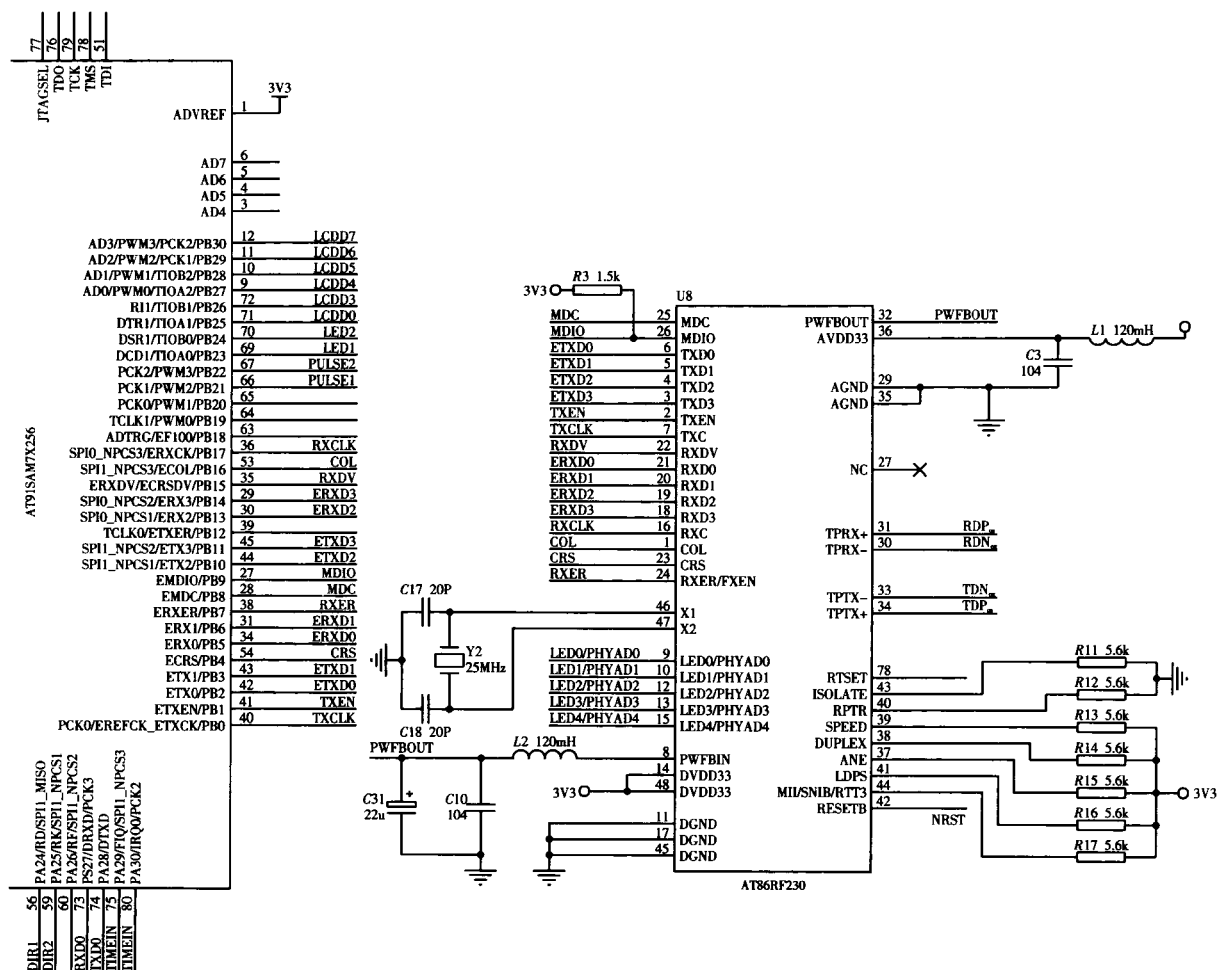 77 76 79 78 51
JTAGSEL TDO TCK TMS TDI
3V3
ADVREF 1
AD7 6
AD6 5
AD5 4
AD4 3
AD3/PWM3/PCK2/PB30 12 LCDD7
AD2/PWM2/PCK1/PB29 11 LCDD6
AD1/PWM1/TIOB2/PB28 10 LCDD5
AD0/PWM0/TIOA2/PB27 9 LCDD4
RI1/TIOB1/PB26 72 LCDD3
DTR1/TIOA1/PB25 71 LCDD0
DSR1/TIOB0/PB24 70 LED2
DCD1/TIOA0/PB23 69 LED1
PCK2/PWM3/PB22 67 PULSE2
PCK1/PWM2/PB21 66 PULSE1
PCK0/PWM1/PB20 65
TCLK1/PWM0/PB19 64
ADTRG/EF100/PB18 63
SPI0_NPCS3/ERXCK/PB17 36 RXCLK
SPI1_NPCS3/ECOL/PB16 53 COL
ERXDV/ECRSDV/PB15 35 RXDV
SPI0_NPCS2/ERX3/PB14 29 ERXD3
SPI0_NPCS1/ERX2/PB13 30 ERXD2
TCLK0/ETXER/PB12 39
SPI1_NPCS2/ETX3/PB11 45 ETXD3
SPI1_NPCS1/ETX2/PB10 44 ETXD2
EMDIO/PB9 27 MDIO
EMDC/PB8 28 MDC
ERXER/PB7 38 RXER
ERX1/PB6 31 ERXD1
ERX0/PB5 34 ERXD0
ECRS/PB4 54 CRS
ETX1/PB3 43 ETXD1
ETX0/PB2 42 ETXD0
ETXEN/PB1 41 TXEN
PCK0/EREFCK_ETXCK/PB0 40 TXCLK
AT91SAM7X256
PA24/RD/SPI1_MISO 56 DIR1
PA25/RK/SPI1_NPCS1 59 DIR2
PA26/RF/SPI1_NPCS2 60
PS27/DRXD/PCK3 73 RXD0
PA28/DTXD 74 TXD0
PA29/FIQ/SPI1_NPCS3 75 TIMEIN
PA30/IRQ0/PCK2 80 TIMEIN
R3 1.5k
3V3
U8
MDC 25 MDC
MDIO 26 MDIO
ETXD0 6 TXD0
ETXD1 5 TXD1
ETXD2 4 TXD2
ETXD3 3 TXD3
TXEN 2 TXEN
TXCLK 7 TXC
RXDV 22 RXDV
ERXD0 21 RXD0
ERXD1 20 RXD1
ERXD2 19 RXD2
ERXD3 18 RXD3
RXCLK 16 RXC
COL 1 COL
CRS 23 CRS
RXER 24 RXER/FXEN
C17 20P
46 X1
47 X2
Y2
25MHz
C18 20P
LED0/PHYAD0 9 LED0/PHYAD0
LED1/PHYAD1 10 LED1/PHYAD1
LED2/PHYAD2 12 LED2/PHYAD2
LED3/PHYAD3 13 LED3/PHYAD3
LED4/PHYAD4 15 LED4/PHYAD4
PWFBOUT
L2 120mH
8 PWFBIN
14 DVDD33
48 DVDD33
3V3
C31
+
22u
C10
104
11 DGND
17 DGND
45 DGND
AT86RF230
PWFBOUT 32 PWFBOUT
AVDD33 36
L1 120mH
C3
104
AGND 29
AGND 35
NC 27
TPRX+ 31 RDP
TPRX- 30 RDN
TPTX- 33 TDN
TPTX+ 34 TDP
RTSET 78
ISOLATE 43
RPTR 40
SPEED 39
DUPLEX 38
ANE 37
LDPS 41
MII/SNIB/RTT3 44
RESETB 42 NRST
R11 5.6k
R12 5.6k
R13 5.6k
R14 5.6k
R15 5.6k
3V3
R16 5.6k
R17 5.6k